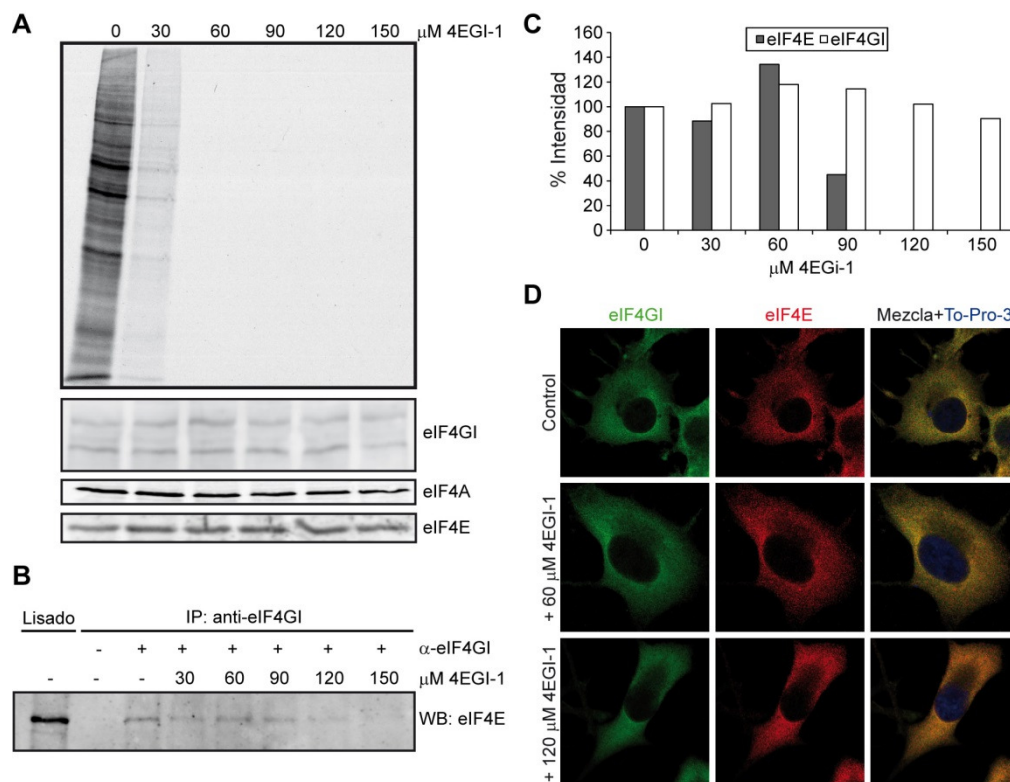 A
0 30 60 90 120 150 μM 4EGI-1
eIF4GI
eIF4A
eIF4E
B
Lisado IP: anti-eIF4GI
- + + + + + + α-eIF4GI
- - - 30 60 90 120 150 μM 4EGI-1
WB: eIF4E
C
160
140
120
100
80
60
40
20
0
% Intensidad
eIF4E eIF4GI
0 30 60 90 120 150
μM 4EGi-1
D
eIF4GI eIF4E Mezcla+To-Pro-3
Control
+ 60 μM 4EGI-1
+ 120 μM 4EGI-1